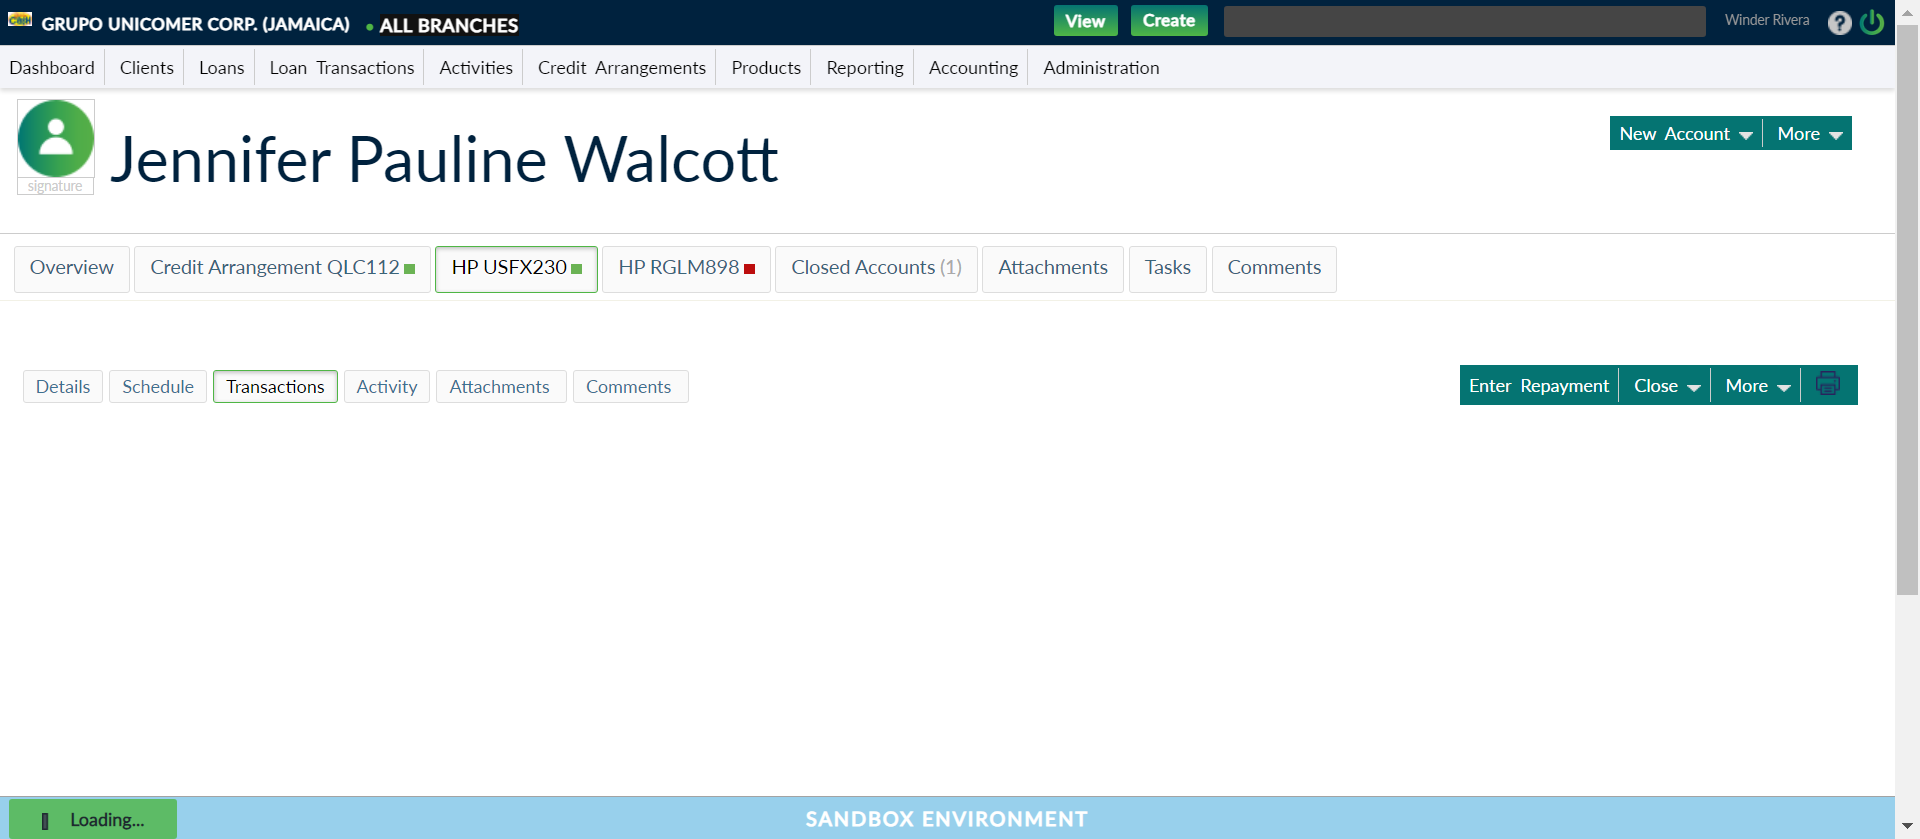 CASH GRUPO UNICOMER CORP. (JAMAICA) • ALL BRANCHES View Create Winder Rivera ?
Dashboard Clients Loans Loan Transactions Activities Credit Arrangements Products Reporting Accounting Administration
Jennifer Pauline Walcott
signature
New Account More
Overview Credit Arrangement QLC112 HP USFX230 HP RGLM898 Closed Accounts (1) Attachments Tasks Comments
Details Schedule Transactions Activity Attachments Comments Enter Repayment Close More
Loading... SANDBOX ENVIRONMENT